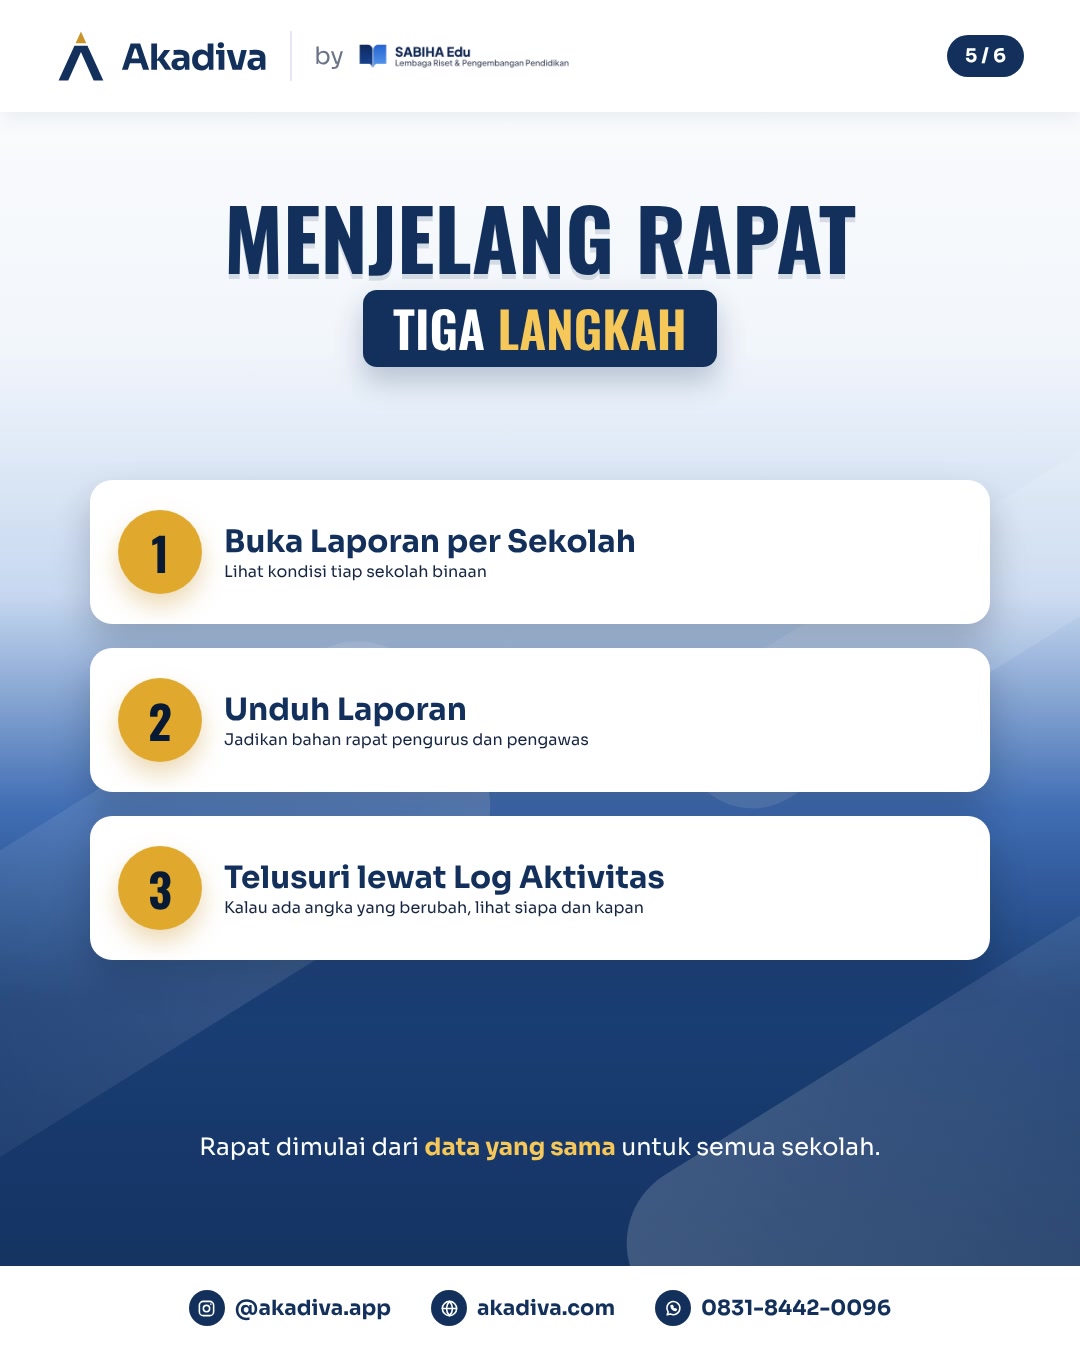 Akadiva
by
SABIHA Edu
Lembaga Riset & Pengembangan Pendidikan
5 / 6
MENJELANG RAPAT
TIGA LANGKAH
1
Buka Laporan per Sekolah
Lihat kondisi tiap sekolah binaan
2
Unduh Laporan
Jadikan bahan rapat pengurus dan pengawas
3
Telusuri lewat Log Aktivitas
Kalau ada angka yang berubah, lihat siapa dan kapan
Rapat dimulai dari data yang sama untuk semua sekolah.
@akadiva.app
akadiva.com
0831-8442-0096